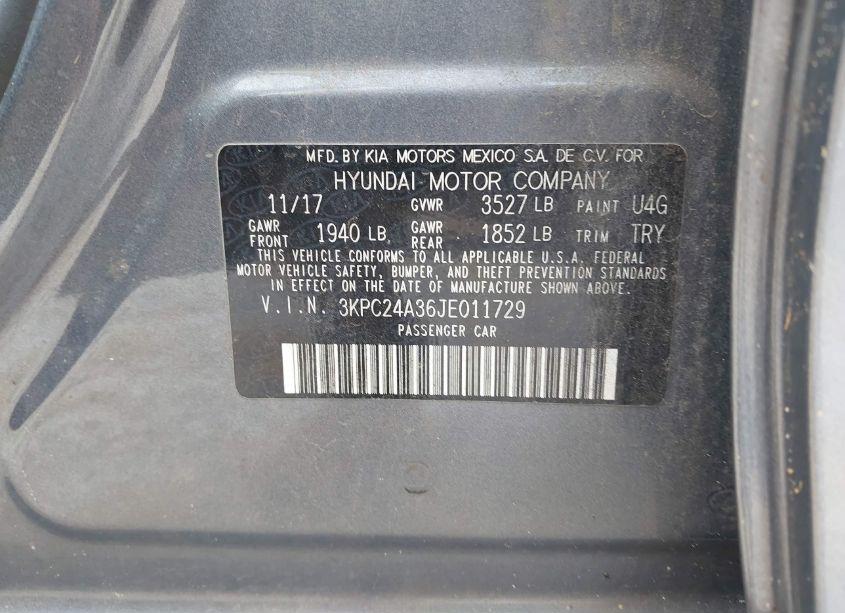 MFD. BY KIA MOTORS MEXICO S.A. DE C.V. FOR
HYUNDAI MOTOR COMPANY
11/17 GVWR 3527 LB PAINT U4G
GAWR FRONT 1940 LB GAWR REAR 1852 LB TRIM TRY
THIS VEHICLE CONFORMS TO ALL APPLICABLE U.S.A. FEDERAL
MOTOR VEHICLE SAFETY, BUMPER, AND THEFT PREVENTION STANDARDS
IN EFFECT ON THE DATE OF MANUFACTURE SHOWN ABOVE.
V.I.N. 3KPC24A36JE011729
PASSENGER CAR